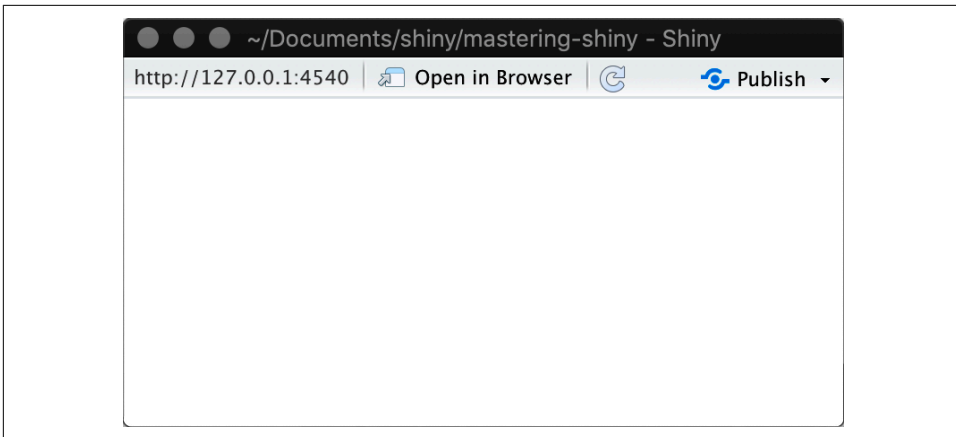 ~/Documents/shiny/mastering-shiny - Shiny
http://127.0.0.1:4540 Open in Browser Publish